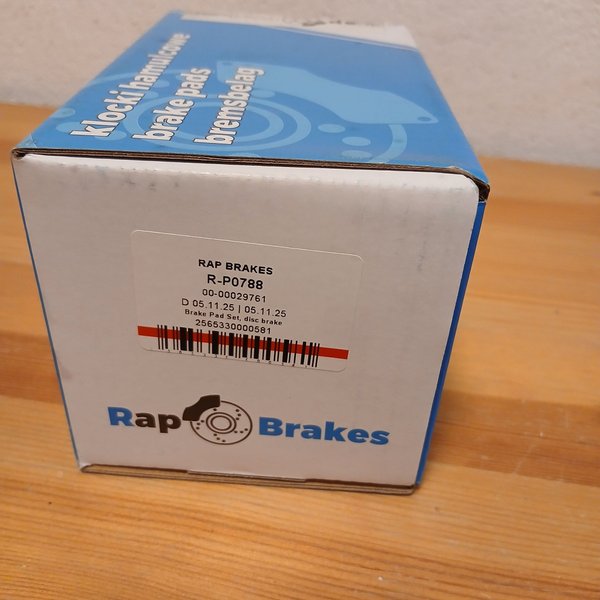 klocki hamulcowe
brake pads
bremsbelag
RAP BRAKES
R-P0788
00-00029761
D 05.11.25 | 05.11.25
Brake Pad Set, disc brake
2565330000581
Rap Brakes